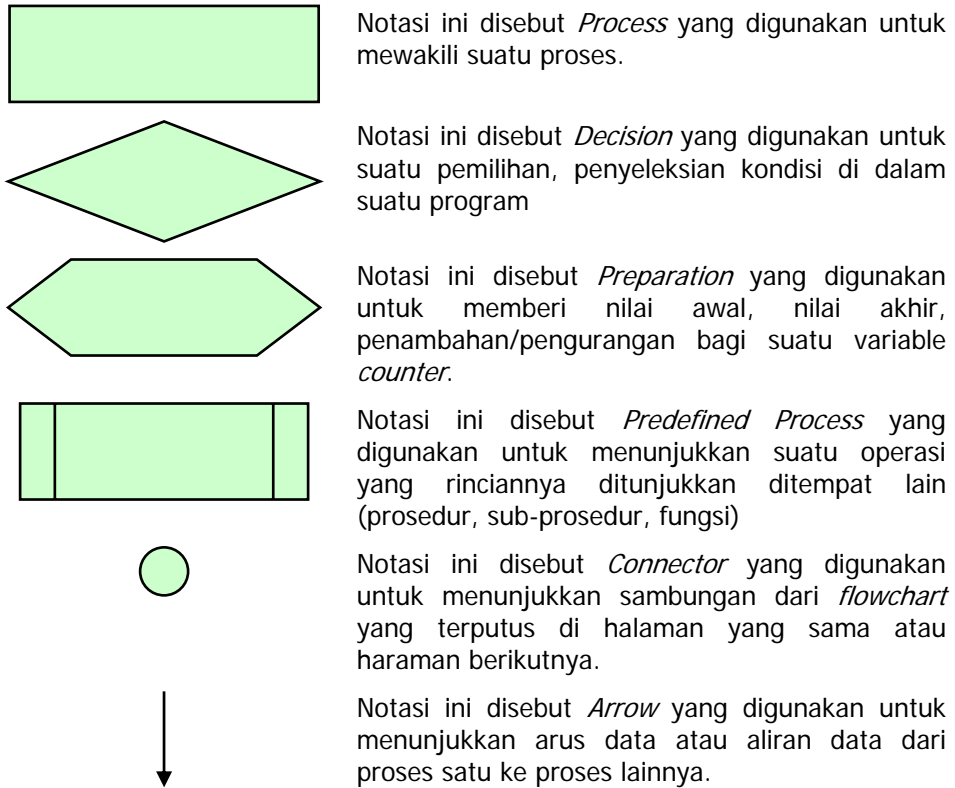 Notasi ini disebut Process yang digunakan untuk
mewakili suatu proses.
Notasi ini disebut Decision yang digunakan untuk
suatu pemilihan, penyeleksian kondisi di dalam
suatu program
Notasi ini disebut Preparation yang digunakan
untuk memberi nilai awal, nilai akhir,
penambahan/pengurangan bagi suatu variable
counter.
Notasi ini disebut Predefined Process yang
digunakan untuk menunjukkan suatu operasi
yang rinciannya ditunjukkan ditempat lain
(prosedur, sub-prosedur, fungsi)
Notasi ini disebut Connector yang digunakan
untuk menunjukkan sambungan dari flowchart
yang terputus di halaman yang sama atau
haraman berikutnya.
Notasi ini disebut Arrow yang digunakan untuk
menunjukkan arus data atau aliran data dari
proses satu ke proses lainnya.